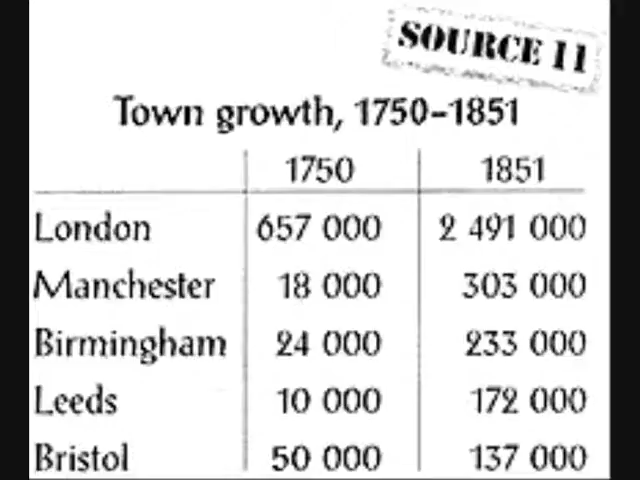 SOURCE 11
Town growth, 1750–1851
1750 1851
London 657 000 2 491 000
Manchester 18 000 303 000
Birmingham 24 000 233 000
Leeds 10 000 172 000
Bristol 50 000 137 000